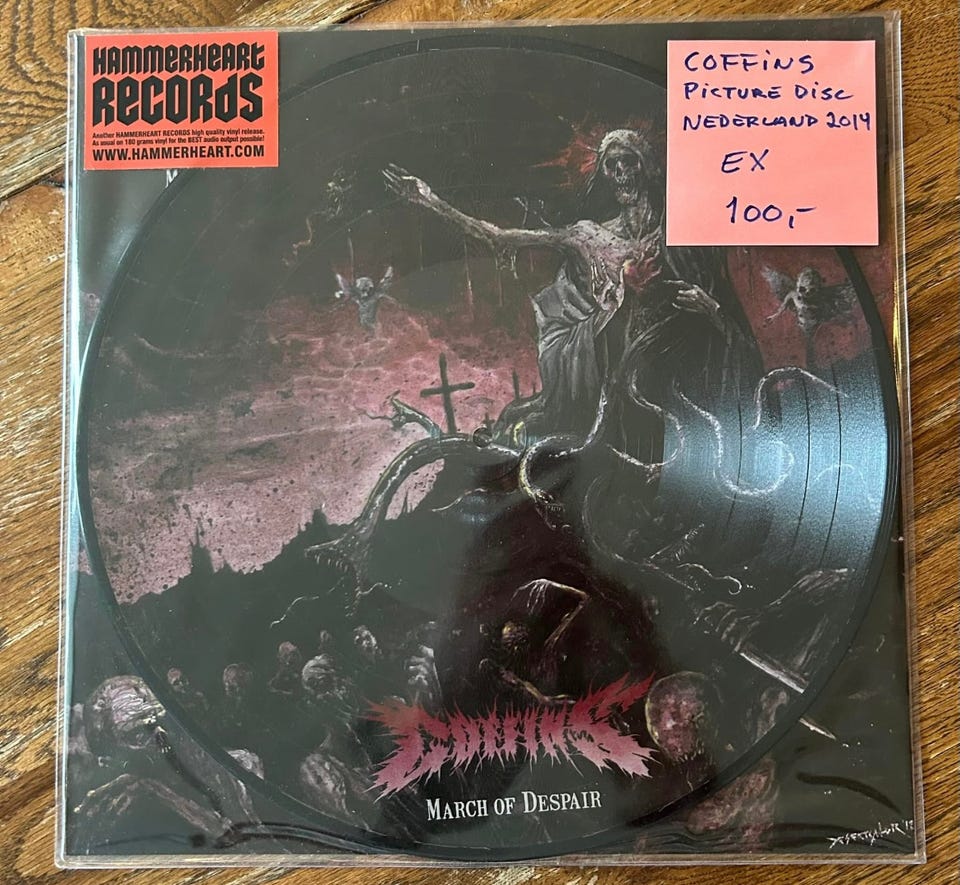 HAMMERHEART
RECORdS
Another HAMMERHEART RECORDS high quality vinyl release.
As usual on 180 grams vinyl for the BEST audio output possible!
WWW.HAMMERHEART.COM
COFFiNS
PiCTURE DiSC
NEDERLAND 2014
EX
100,-
COFFINS
MARCH OF DESPAIR